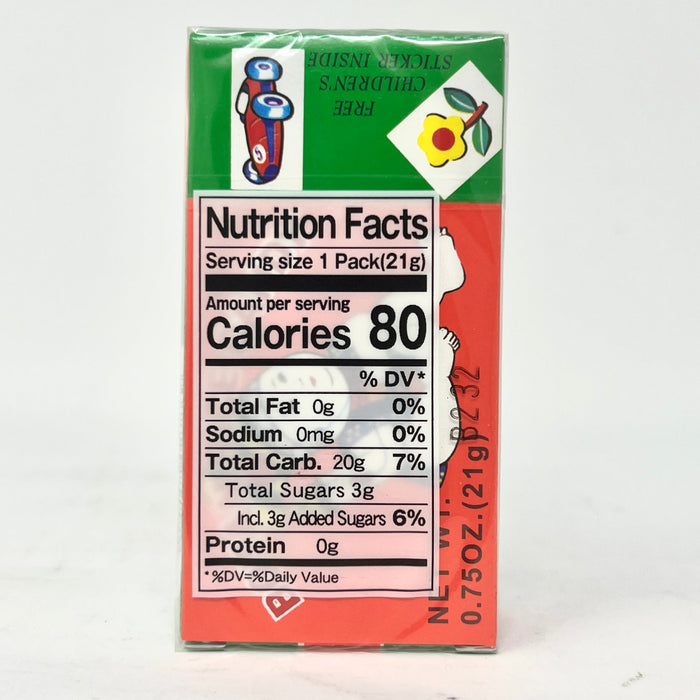 FREE
CHILDREN'S
STICKER INSIDE
5
Nutrition Facts
Serving size 1 Pack(21g)
Amount per serving
Calories 80
% DV*
Total Fat 0g 0%
Sodium 0mg 0%
Total Carb. 20g 7%
Total Sugars 3g
Incl. 3g Added Sugars 6%
Protein 0g
*%DV=%Daily Value
NET WT.
0.75OZ.(21g)
B232